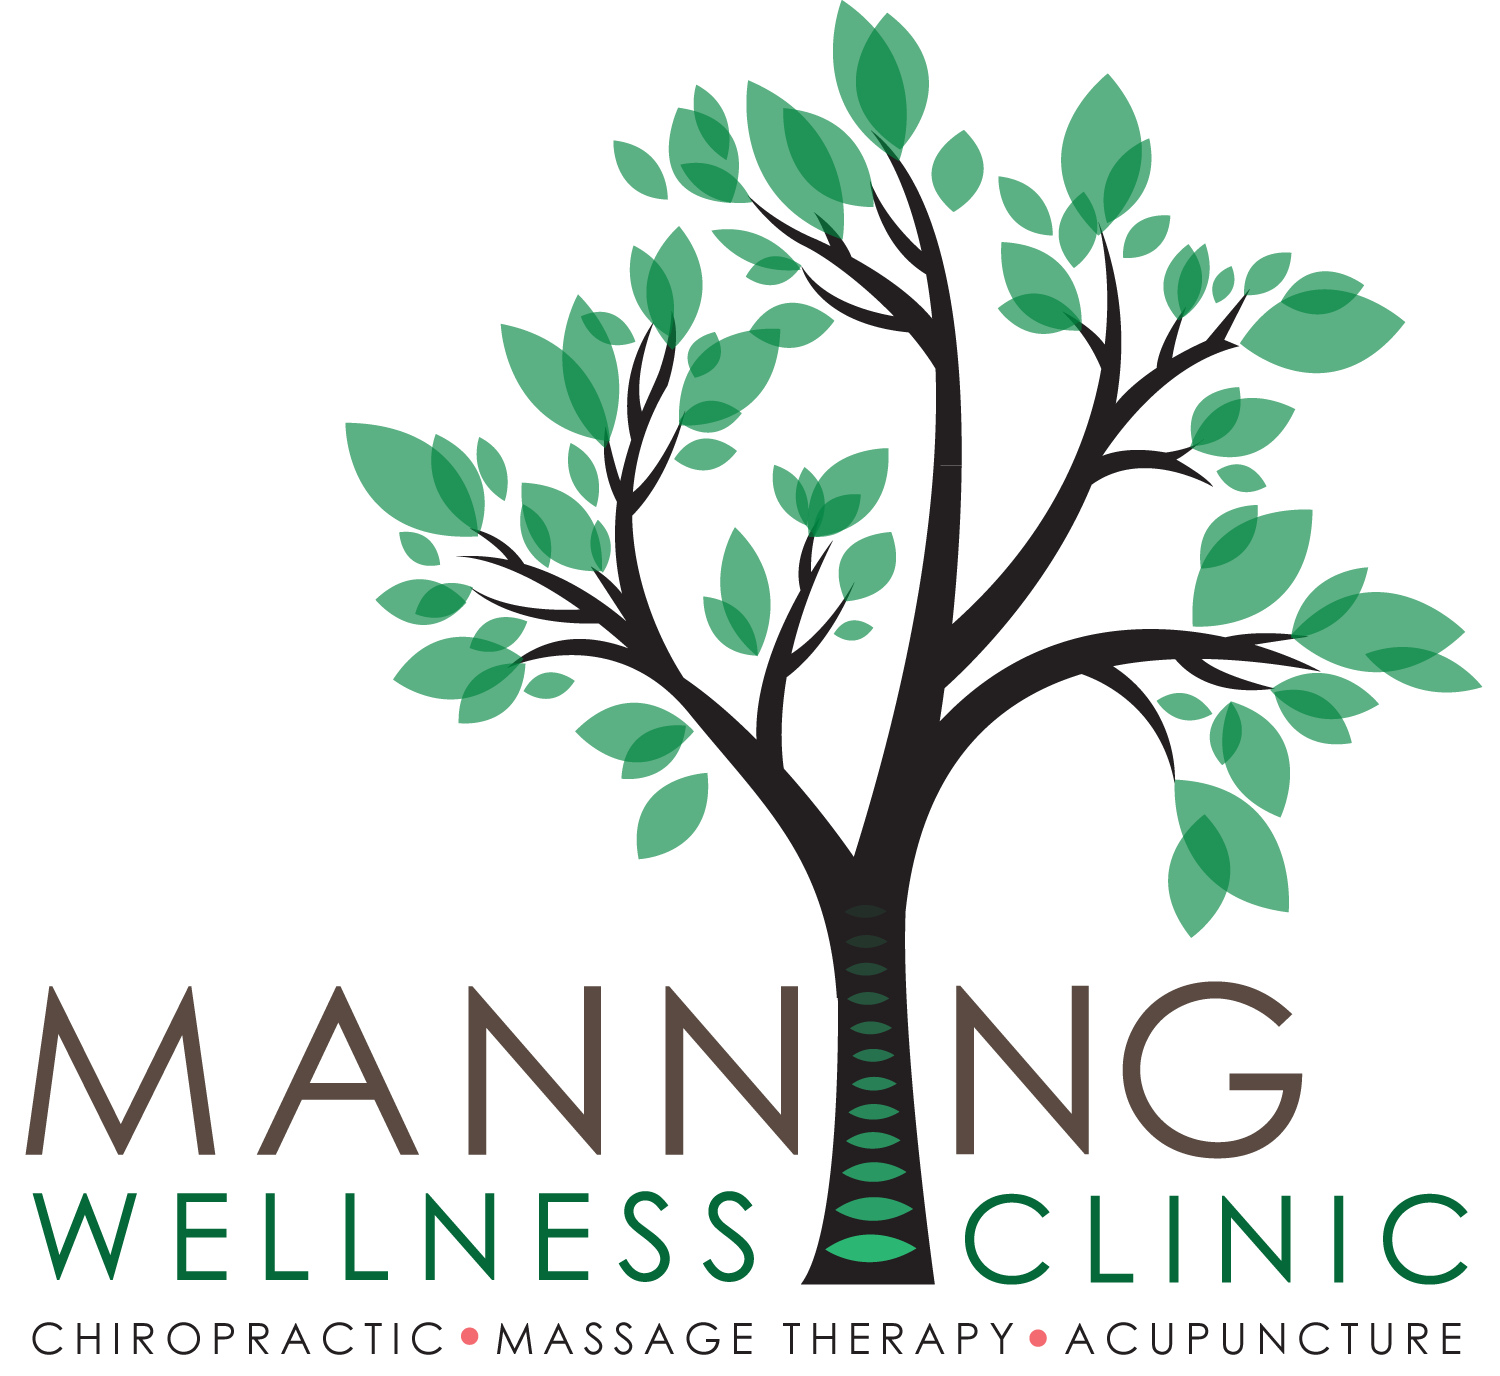 MANNING
WELLNESS CLINIC
CHIROPRACTIC • MASSAGE THERAPY • ACUPUNCTURE